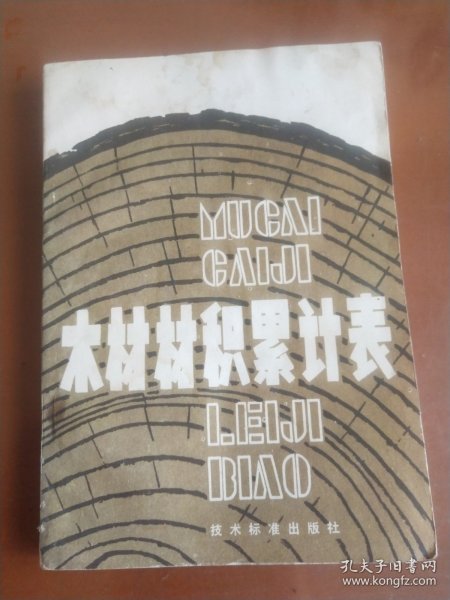 MUCAI
CAIJI
木材材积累计表
LEIJI
BIAO
技术标准出版社
孔夫子旧书网
www.kongfz.com